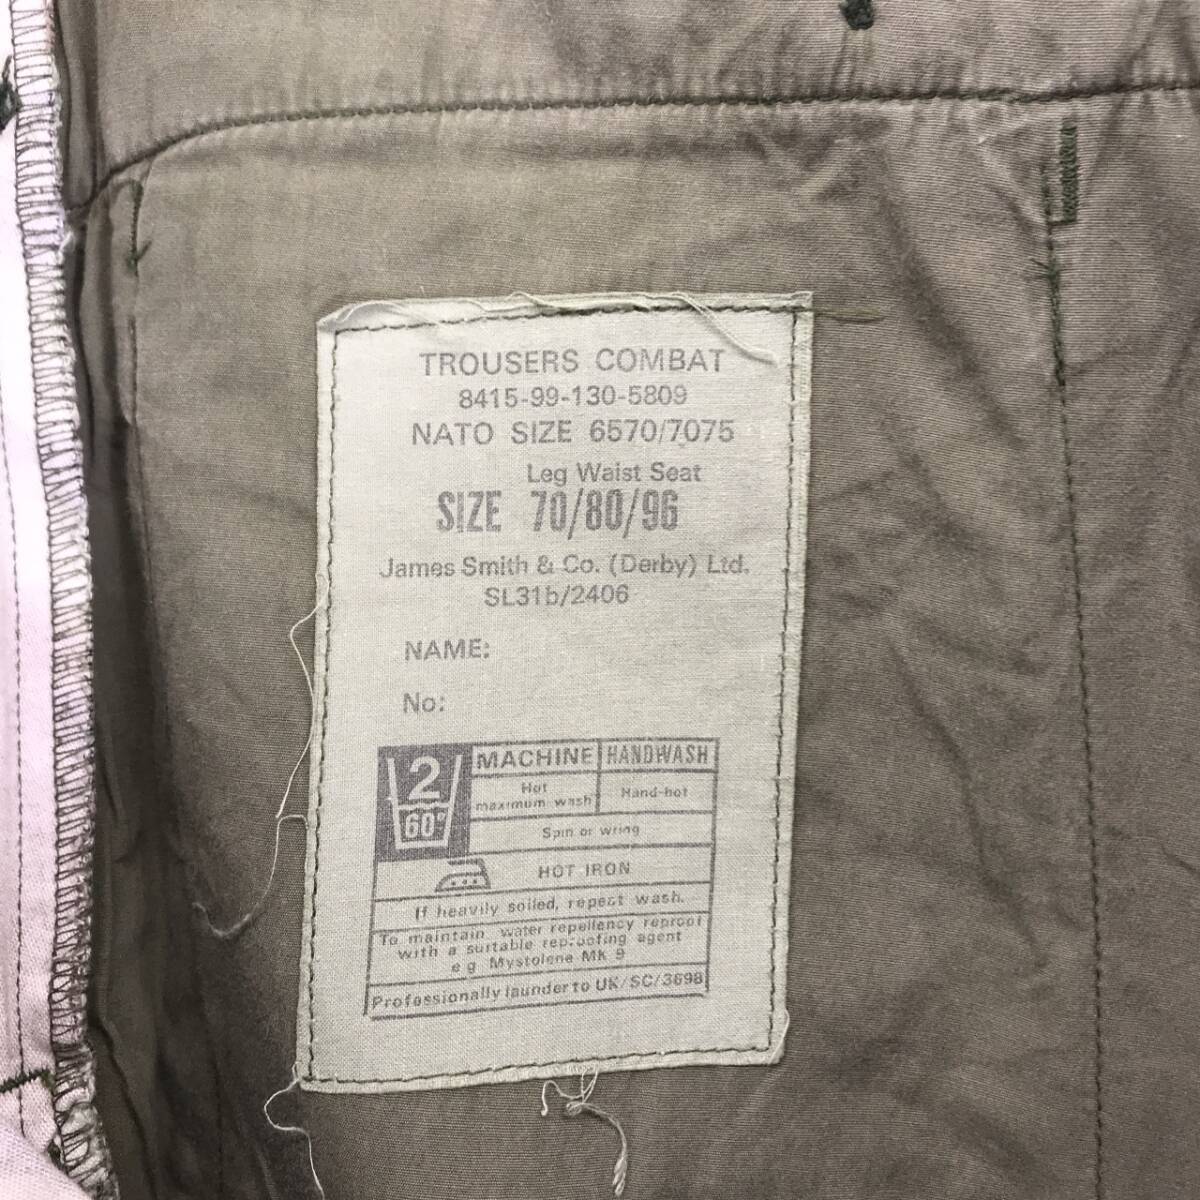 TROUSERS COMBAT
8415-99-130-5809
NATO SIZE 6570/7075
Leg Waist Seat
SIZE 70/80/96
James Smith & Co. (Derby) Ltd.
SL31b/2406
NAME:
No:
2
60°
MACHINE HANDWASH
Hot
maximum wash
Hand-hot
Spin or wring
HOT IRON
If heavily soiled, repeat wash.
To maintain water repellency reproof
with a suitable reproofing agent
eg Mystolene MK 9
Professionally launder to UK/SC/3698